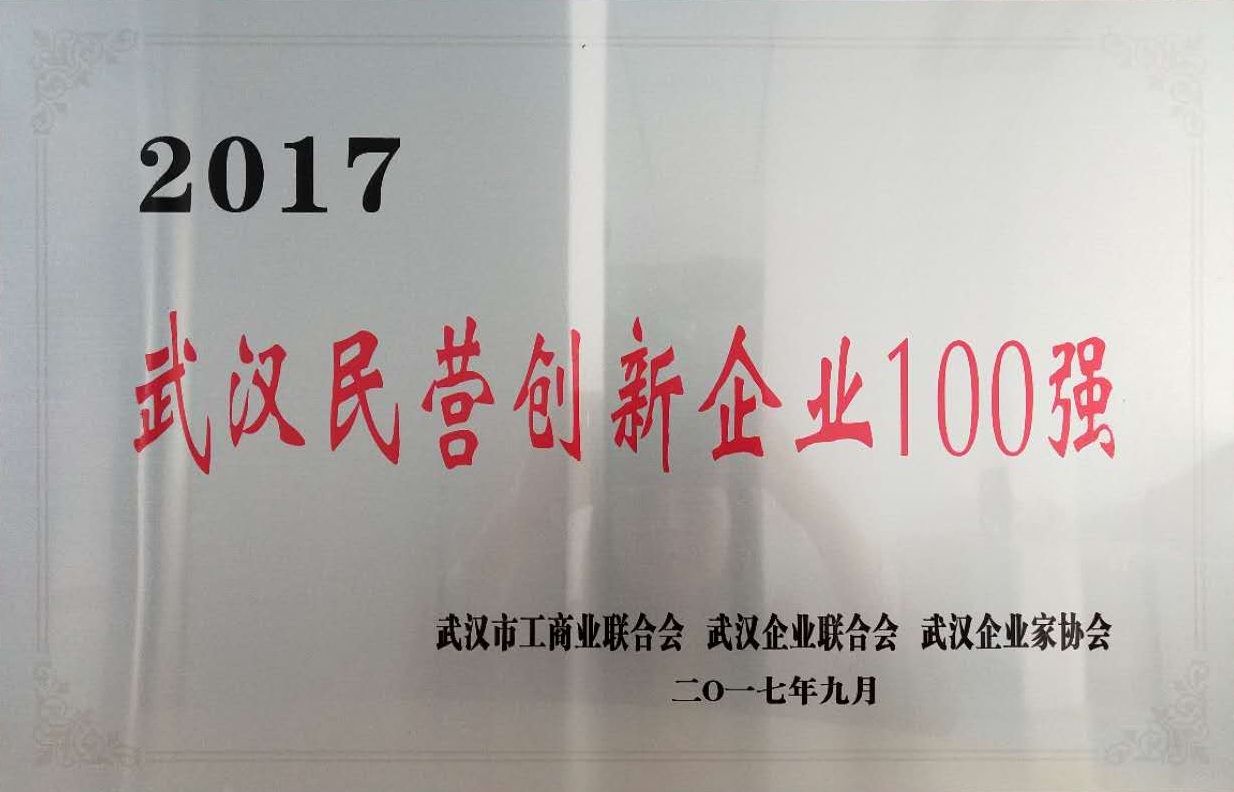 2017
武汉民营创新企业100强
武汉市工商业联合会 武汉企业联合会 武汉企业家协会
二O一七年九月